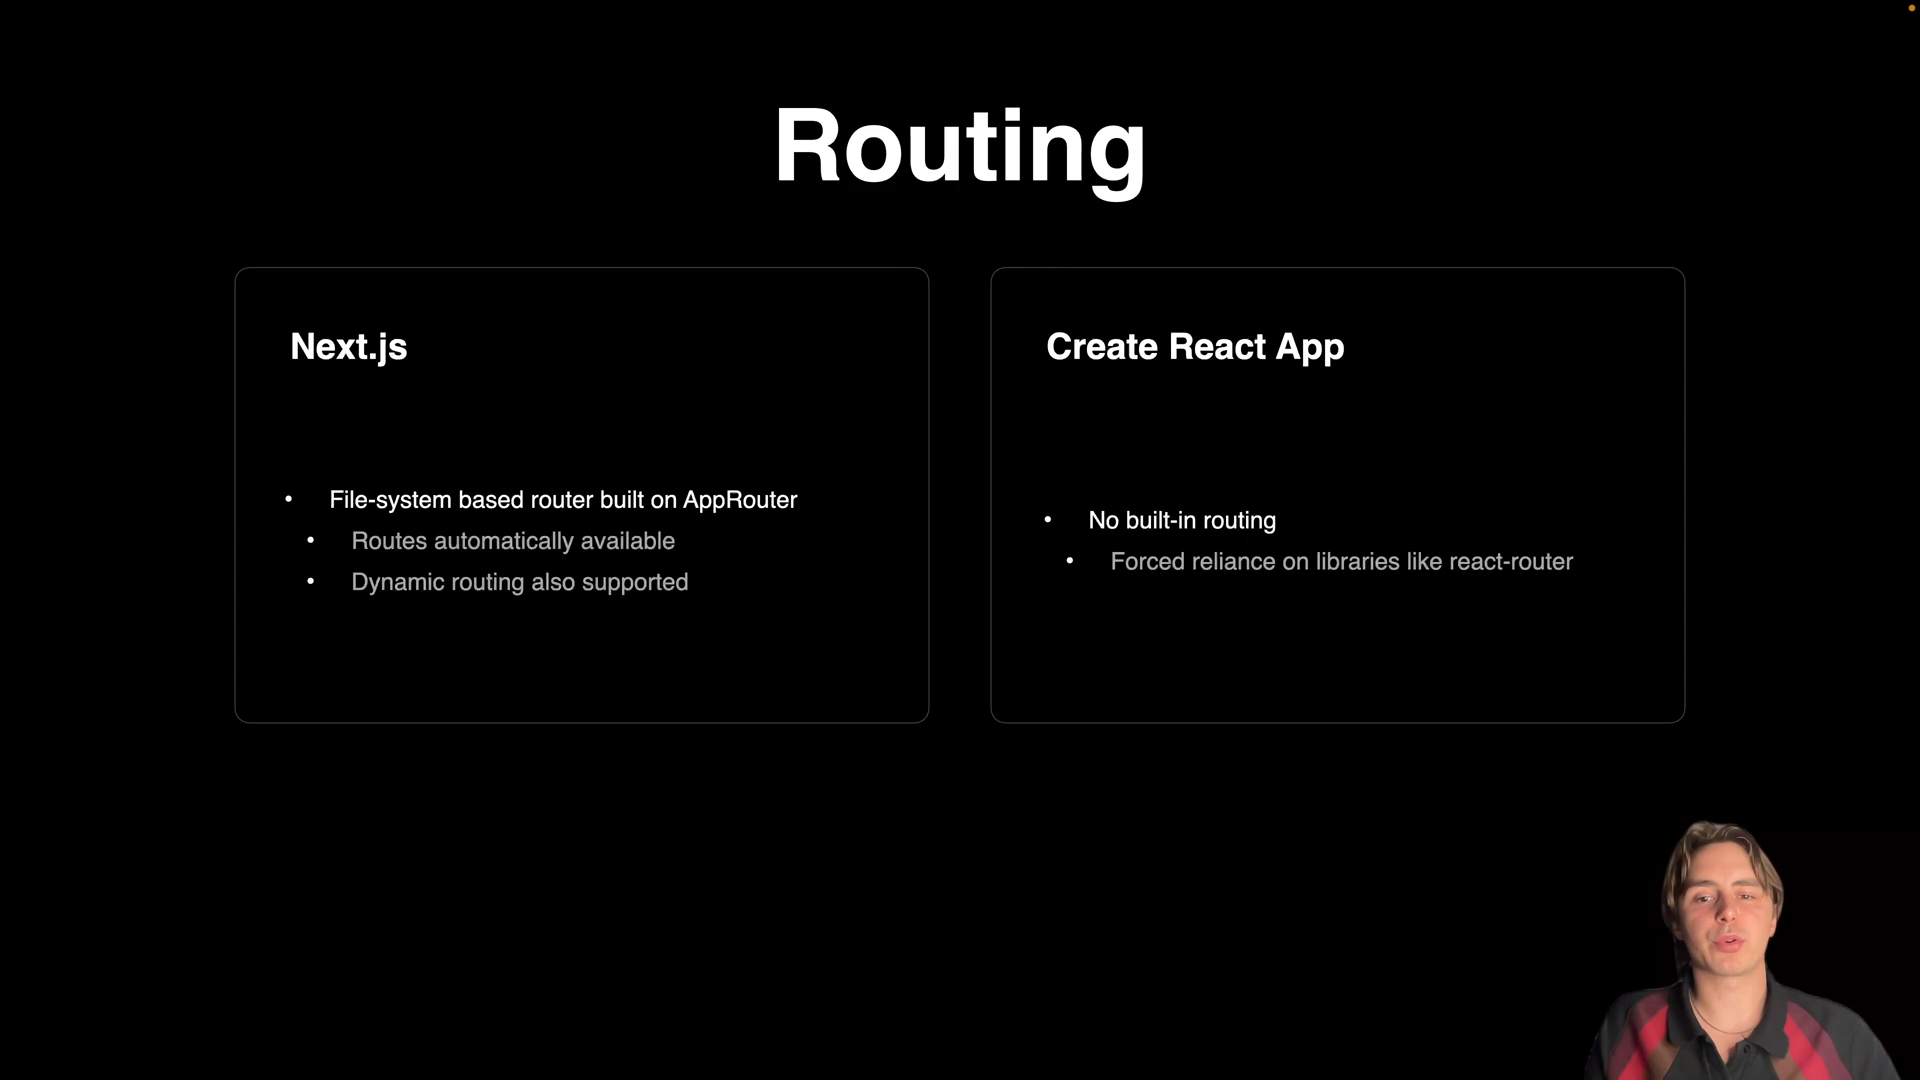 Routing
Next.js
• File-system based router built on AppRouter
• Routes automatically available
• Dynamic routing also supported
Create React App
• No built-in routing
• Forced reliance on libraries like react-router